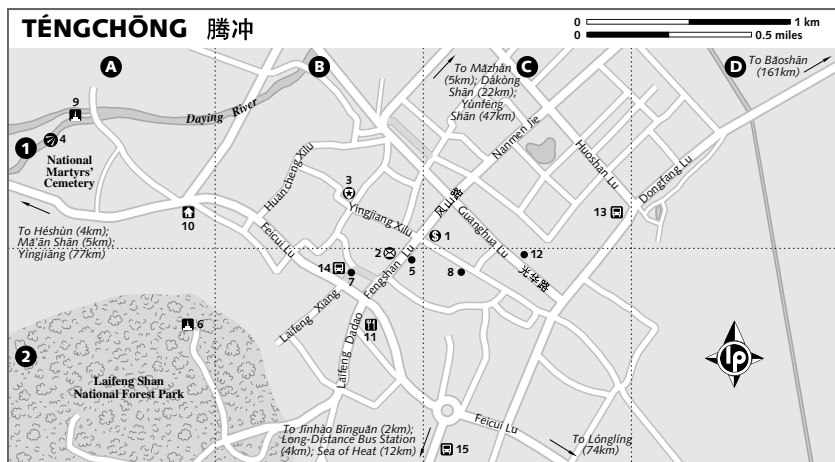 TÉNGCHŌNG 腾冲
0 1 km
0 0.5 miles
A
B
C
D
To Mǎzhàn
(5km); Dàkòng
Shān (22km);
Yúnfēng
Shān (47km)
To Bǎoshān
(161km)
9
Daying River
1
4
National
Martyrs'
Cemetery
Nanmen Jie
Huoshan Lu
Dongfang Lu
Huancheng Xilu
3
Yingjiang Xilu
凤山路
Guanghua Lu
13
10
Feicui Lu
1
To Héshùn (4km);
Mǎ'ān Shān (5km);
Yíngjiāng (77km)
2
5
12
14
7
8
Fengshan Lu
光华路
Laifeng Xiang
6
11
2
Laifeng Dadao
Laifeng Shan
National Forest Park
lp
To Jīnhào Bīnguǎn (2km);
Long-Distance Bus Station
(4km); Sea of Heat (12km)
Feicui Lu
15
To Lónglíng
(74km)